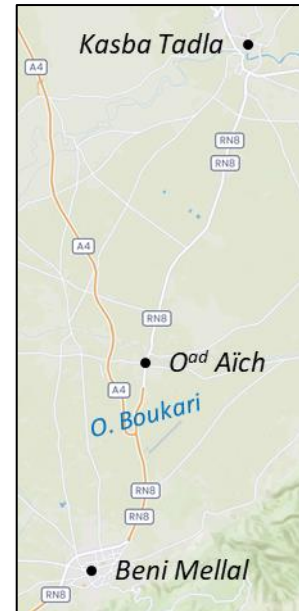 Kasba Tadla
A4
RN8
RN8
A4
RN8
Oᵃᵈ Aïch
A4
O. Boukari
RN8
RN8
RN8
Beni Mellal